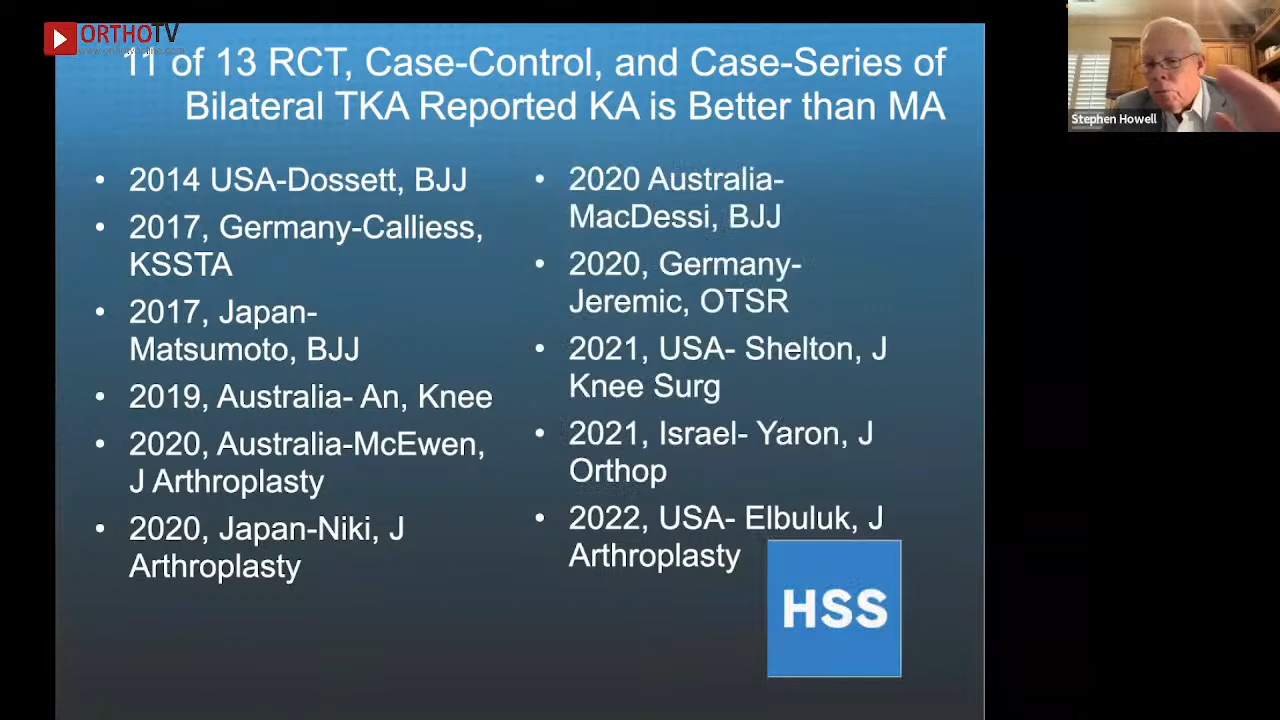 ORTHOTV
11 of 13 RCT, Case-Control, and Case-Series of
Bilateral TKA Reported KA is Better than MA
• 2014 USA-Dossett, BJJ
• 2017, Germany-Calliess,
KSSTA
• 2017, Japan-
Matsumoto, BJJ
• 2019, Australia- An, Knee
• 2020, Australia-McEwen,
J Arthroplasty
• 2020, Japan-Niki, J
Arthroplasty
• 2020 Australia-
MacDessi, BJJ
• 2020, Germany-
Jeremic, OTSR
• 2021, USA- Shelton, J
Knee Surg
• 2021, Israel- Yaron, J
Orthop
• 2022, USA- Elbuluk, J
Arthroplasty
HSS
Stephen Howell